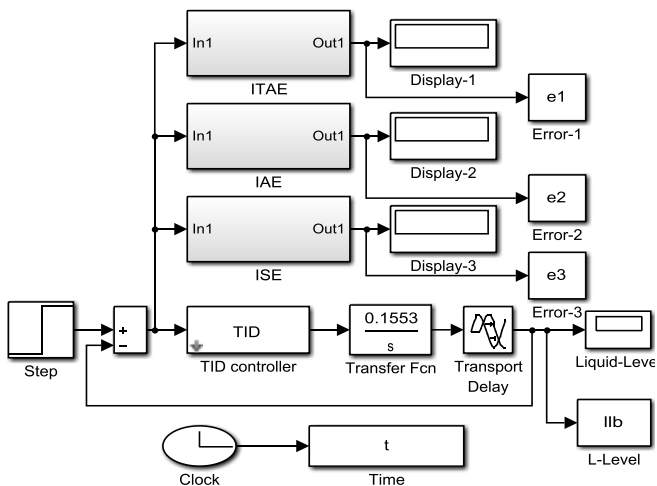 In1
Out1
ITAE
Display-1
e1
Error-1
In1
Out1
IAE
Display-2
e2
Error-2
In1
Out1
ISE
Display-3
e3
Error-3
Step
+
−
TID
TID controller
0.1553
s
Transfer Fcn
Transport
Delay
Liquid-Leve
IIb
L-Level
Clock
t
Time